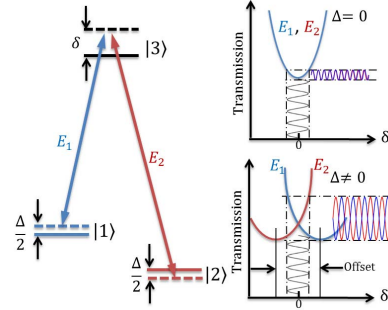 δ
|3⟩
E₁
E₂
Δ/2
|1⟩
Δ/2
|2⟩
Transmission
E₁, E₂
Δ= 0
0
δ
Transmission
E₁
E₂
Δ≠ 0
Offset
0
δ